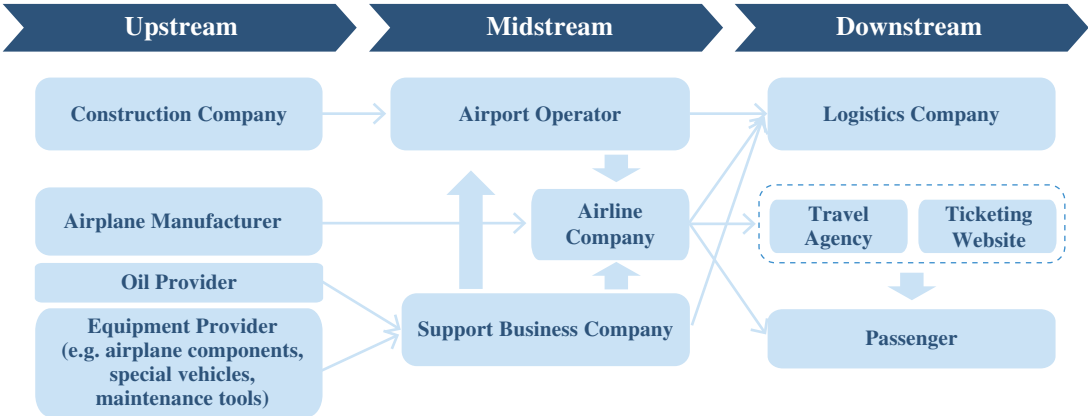 Upstream
Midstream
Downstream
Construction Company
Airport Operator
Logistics Company
Airplane Manufacturer
Airline
Company
Travel
Agency
Ticketing
Website
Oil Provider
Equipment Provider
(e.g. airplane components,
special vehicles,
maintenance tools)
Support Business Company
Passenger